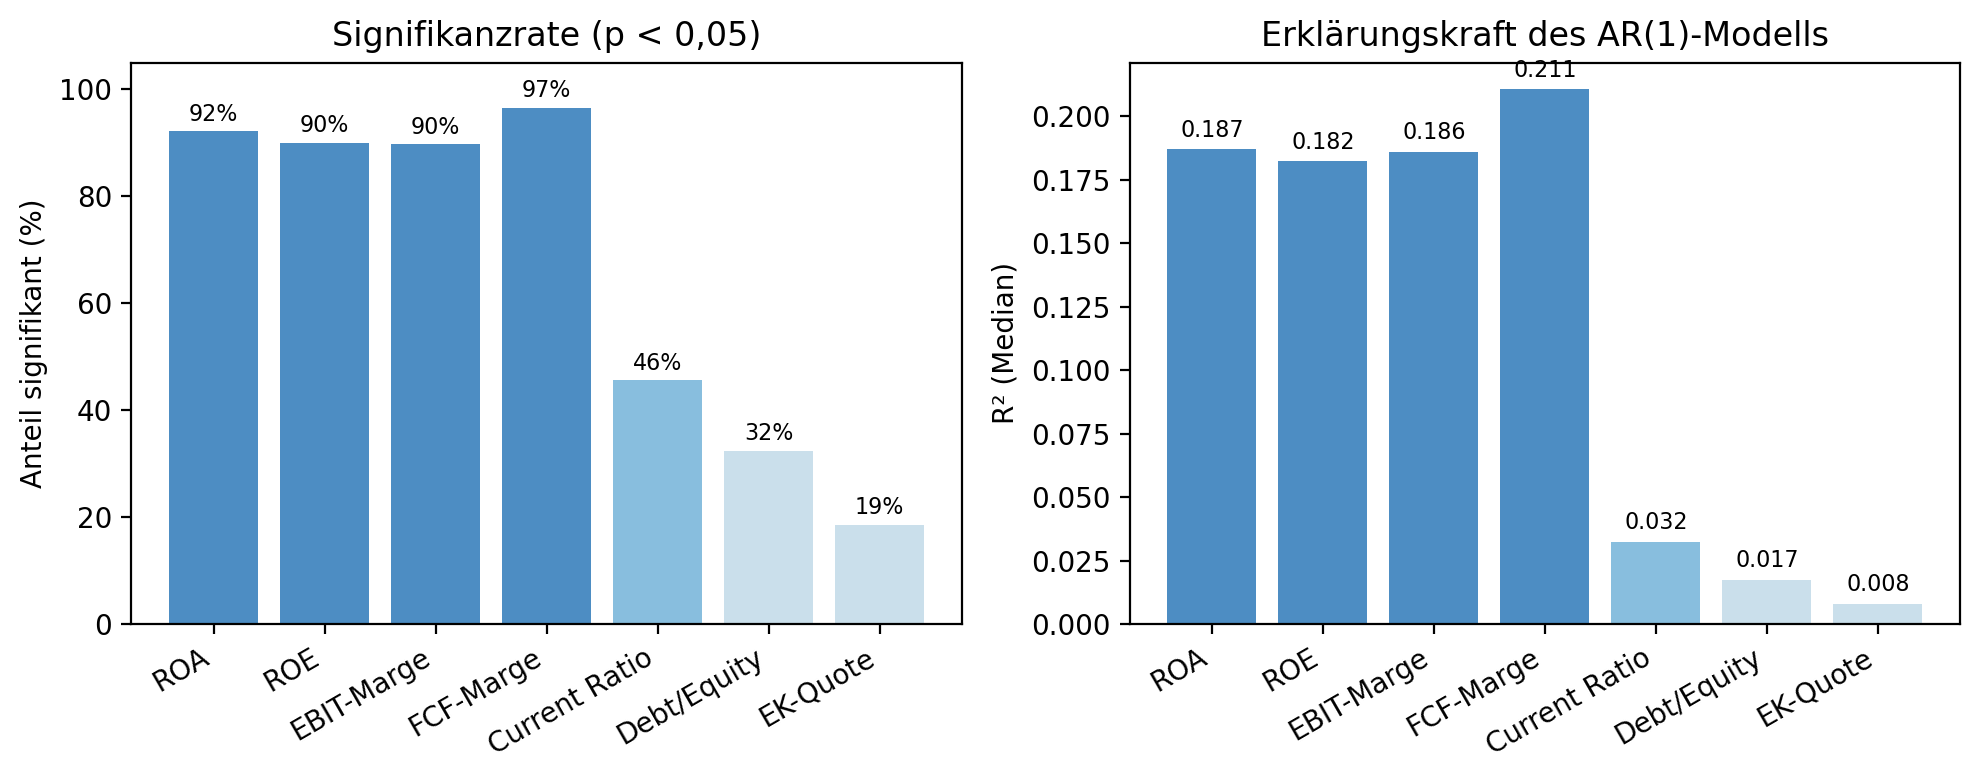 Signifikanzrate (p < 0,05)
Anteil signifikant (%)
100
80
60
40
20
0
92%
90%
90%
97%
46%
32%
19%
ROA
ROE
EBIT-Marge
FCF-Marge
Current Ratio
Debt/Equity
EK-Quote
Erklärungskraft des AR(1)-Modells
R² (Median)
0.200
0.175
0.150
0.125
0.100
0.075
0.050
0.025
0.000
0.187
0.182
0.186
0.211
0.032
0.017
0.008
ROA
ROE
EBIT-Marge
FCF-Marge
Current Ratio
Debt/Equity
EK-Quote